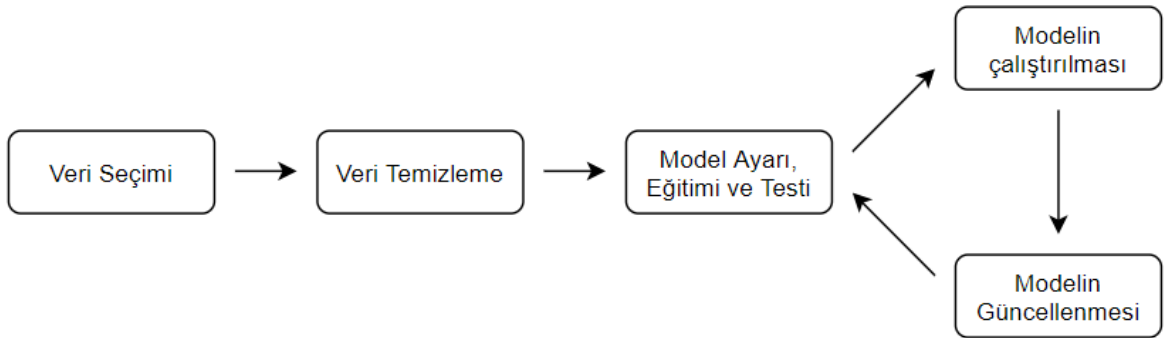 Veri Seçimi
Veri Temizleme
Model Ayarı,
Eğitimi ve Testi
Modelin
çalıştırılması
Modelin
Güncellenmesi